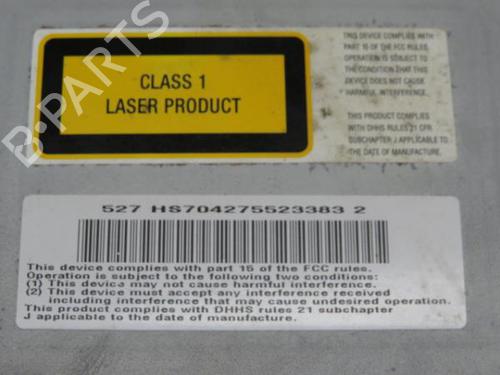 CLASS 1
LASER PRODUCT
THIS DEVICE COMPLIES WITH
PART 15 OF THE FCC RULES
OPERATION IS SUBJECT TO
THE CONDITION THAT THIS
DEVICE DOES NOT CAUSE
HARMFUL INTERFERENCE.
THIS PRODUCT COMPLIES
WITH DHHS RULES 21 CFR
SUBCHAPTER J APPLICABLE TO
THE DATE OF MANUFACTURE.
B-PARTS
527 HS704275523383 2
This device complies with part 15 of the FCC rules.
Operation is subject to the following two conditions:
(1) This device may not cause harmful interference.
(2) This device must accept any interference received
including interference that may cause undesired operation.
This product complies with DHHS rules 21 subchapter
J applicable to the date of manufacture.